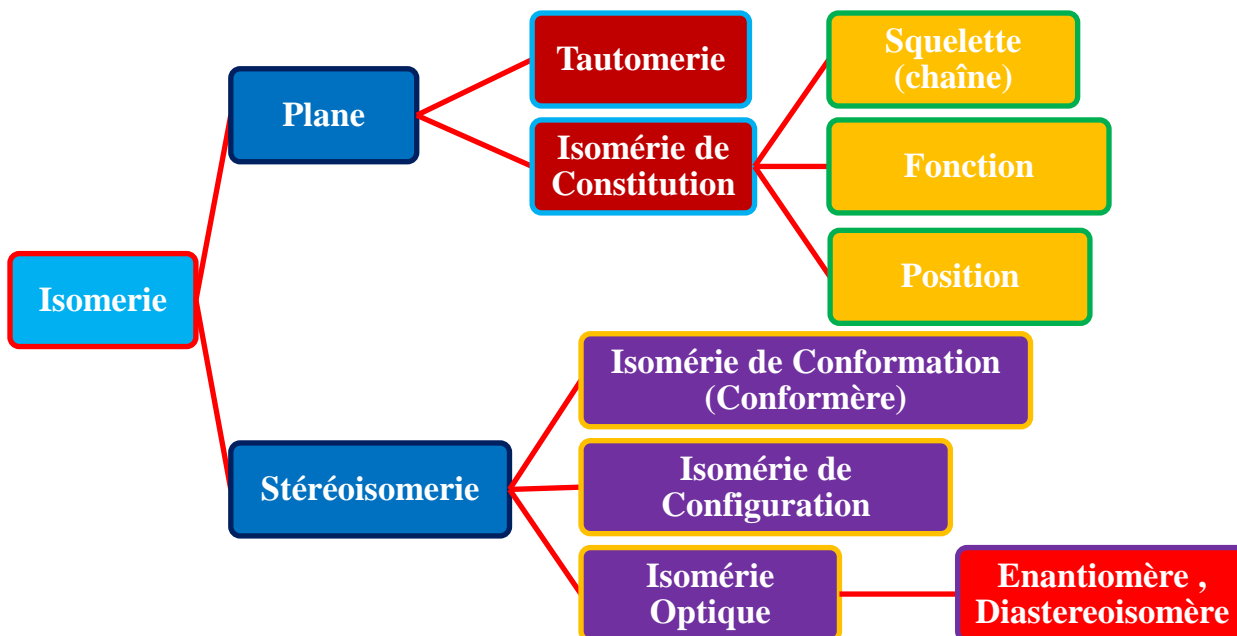 Isomerie
Plane
Tautomerie
Isomérie de
Constitution
Squelette
(chaîne)
Fonction
Position
Stéréoisomerie
Isomérie de Conformation
(Conformère)
Isomérie de
Configuration
Isomérie
Optique
Enantiomère ,
Diastereoisomère